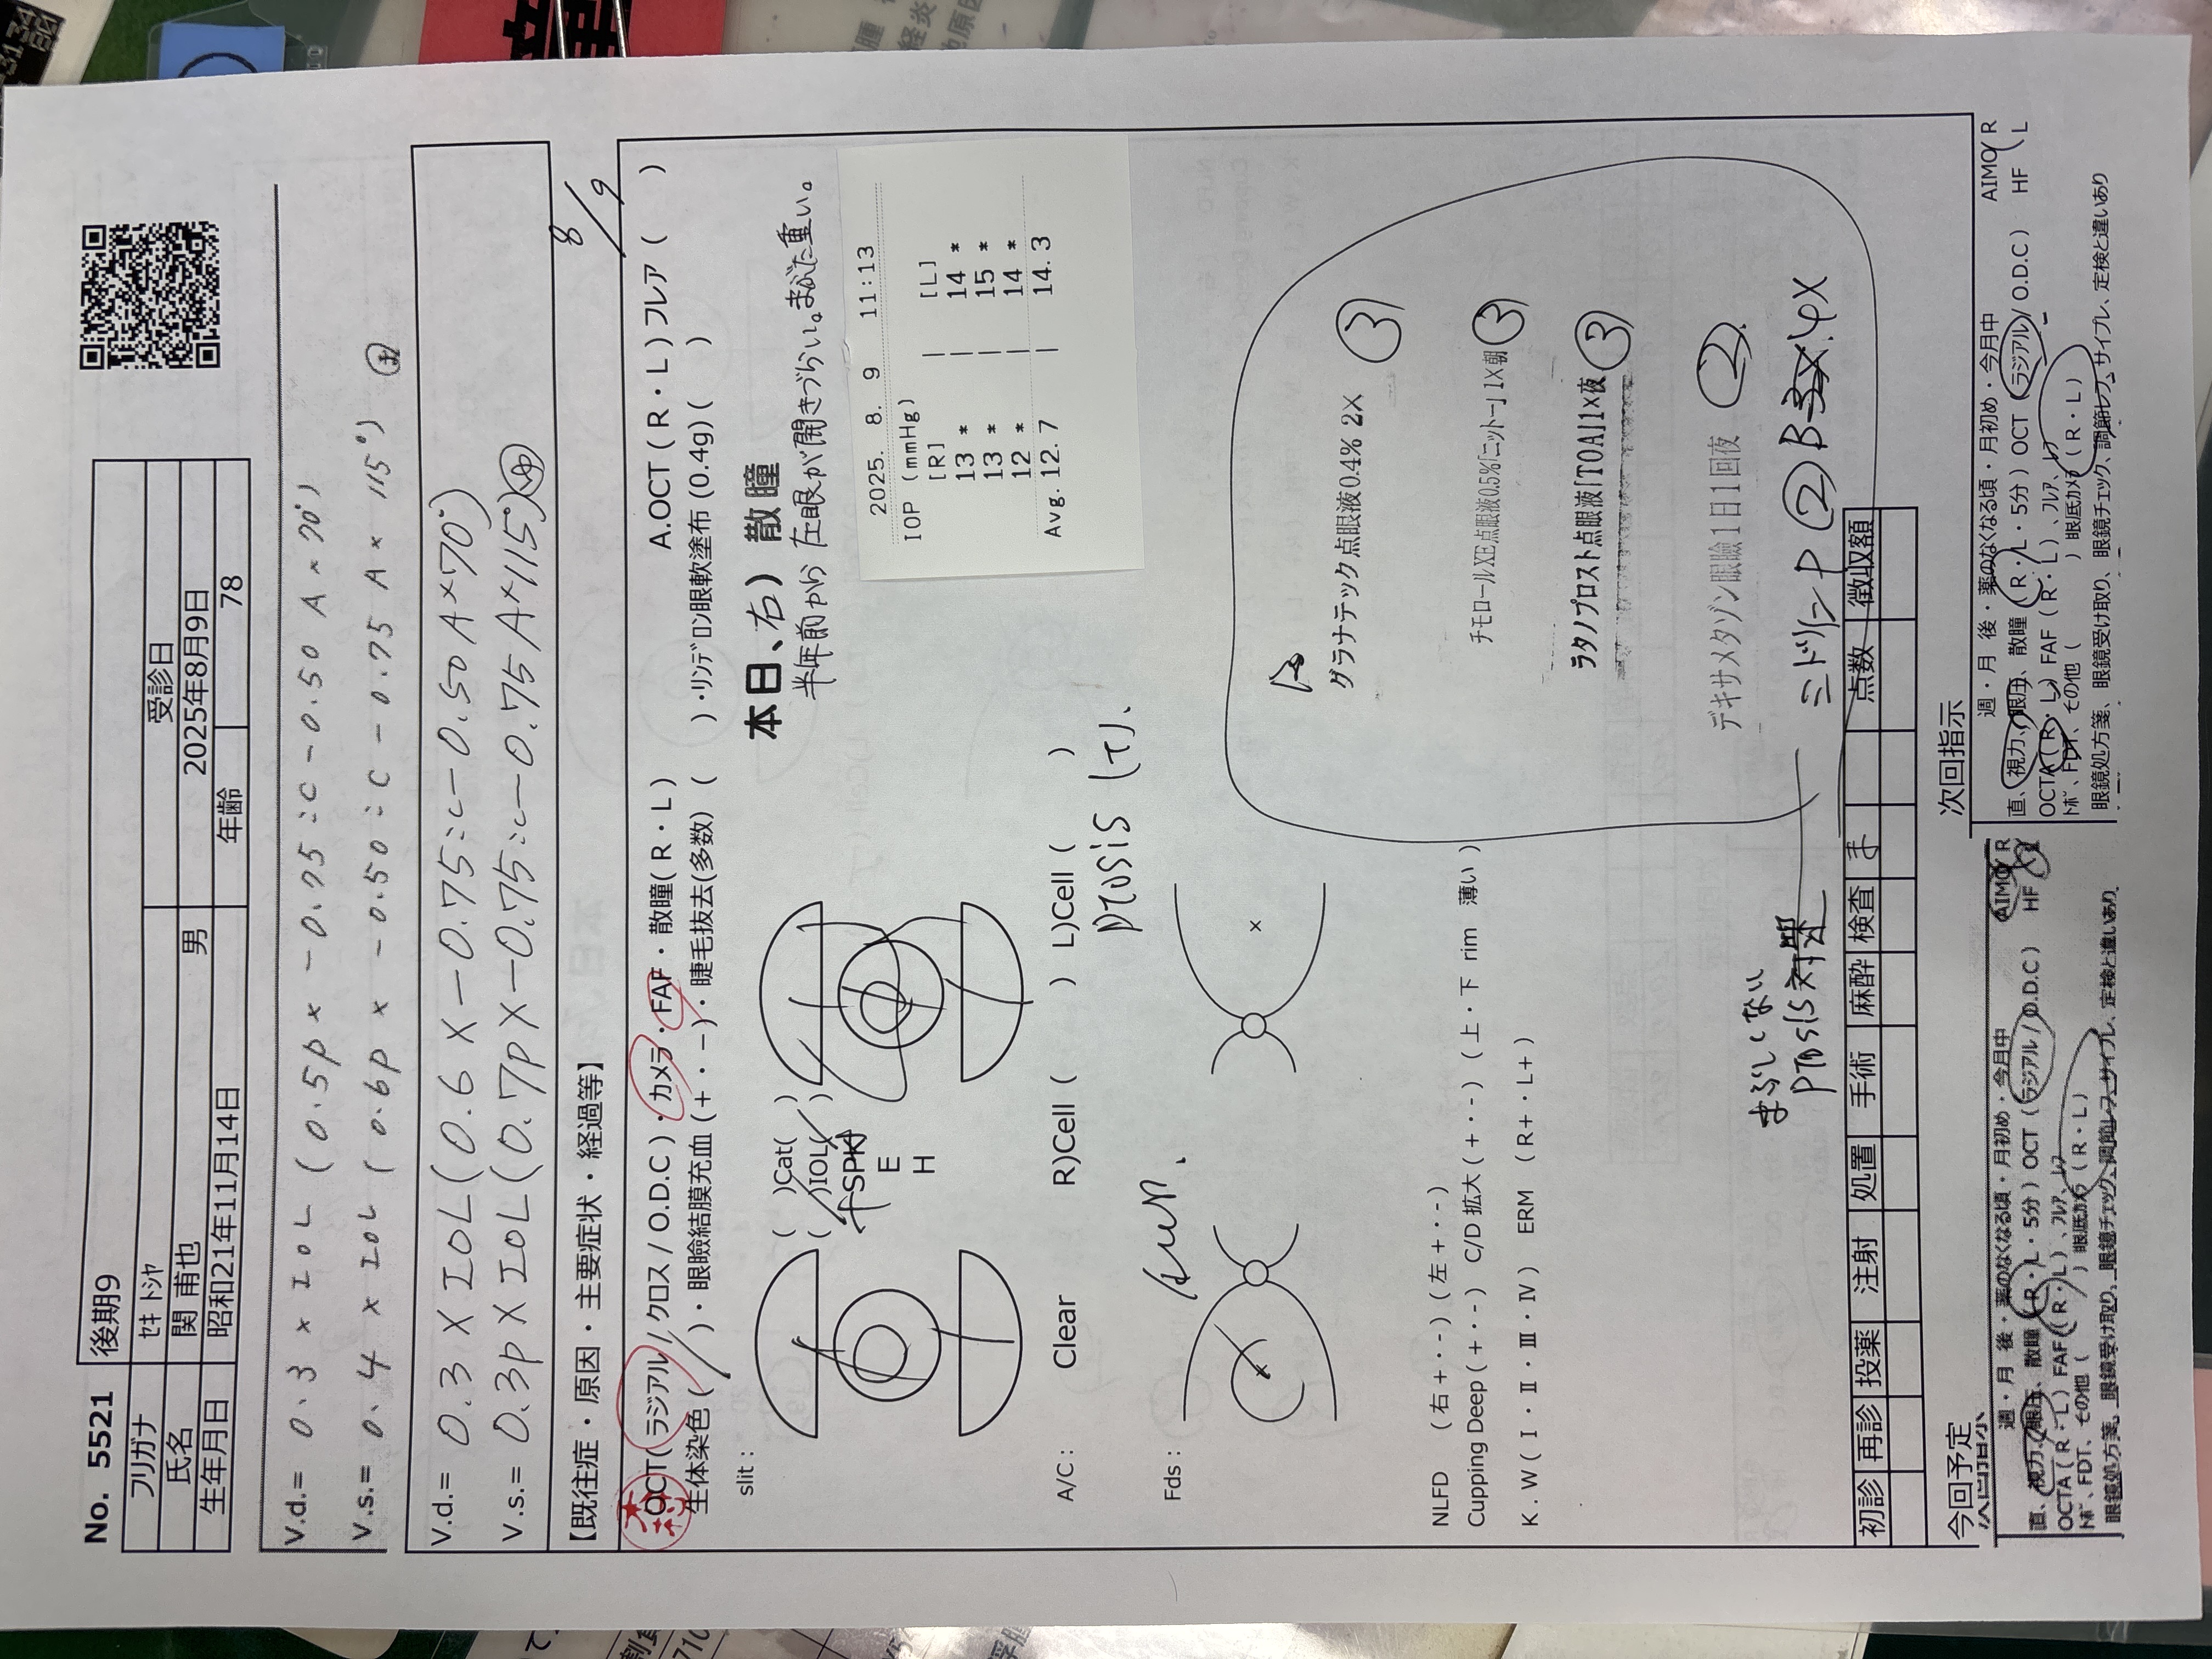 No. 5521 後期9
フリガナ ｾｷ ﾄｼﾔ 受診日
氏名 関 甫也 男 2025年8月9日
生年月日 昭和21年11月14日 年齢 78
V.d.= 0.3 × IOL ( 0.5p × -0.75 : C -0.50 A × 70°)
V.s.= 0.4 × IOL ( 0.6p × -0.50 : C -0.75 A × 115°) ま
V.d.= 0.3 × IOL ( 0.6 × -0.75 : c -0.50 A × 70°)
V.s.= 0.3p × IOL ( 0.7p × -0.75 : c -0.75 A × 115°)
【既往症・原因・主要症状・経過等】 8/9
OCT( ラジアル / クロス / O.D.C )・カメラ・FAF・散瞳( R・L ) A.OCT ( R・L ) フレア ( )
生体染色 ( )・眼瞼結膜充血 (+・−)・睫毛抜去(多数) ( )・ﾘﾝﾃﾞﾛﾝ眼軟塗布 (0.4g) ( )
slit :
( )Cat( )
( )IOL( )
SPK
E
H
本日、右) 散瞳
半年前から 左眼が開きづらい。まぶた重い。
2025. 8. 9 11:13
IOP (mmHg)
[R] | [L]
13 * | 14 *
13 * | 15 *
12 * | 14 *
Avg. 12.7 | 14.3
A/C : Clear R)Cell ( ) L)Cell ( )
ptosis (+).
Fds :
グラナテック点眼液0.4% 2X ③
NLFD (右 +・-) (左 +・-)
Cupping Deep ( +・- ) C/D 拡大 ( +・- ) ( 上・下 rim 薄い )
チモロールXE点眼液0.5%「ニットー」 1X朝 ③
K . W ( Ⅰ・Ⅱ・Ⅲ・Ⅳ ) ERM ( R+・L+ )
ラタノプロスト点眼液「TOA」1×夜 ③
デキサメタゾン眼瞼1日1回夜 ②
まぶしくない
ptosis対策
ミドリンP ② B 3X 4X
初診 再診 投薬 注射 処置 手術 麻酔 検査 ま 点数 徴収額
今回予定
次回指示
週・月 後・薬のなくなる頃・月初め・今月中 AIMO R
直、視力、眼圧、散瞳 ( R・L・5分 ) OCT ( ラジアル / O.D.C ) HF L
OCTA ( R・L ) FAF ( R・L ) 、ﾌﾚｱ、ﾚﾌ
ﾄﾎﾟ、FDT、その他 ( ) 眼底ｶﾒﾗ ( R・L )
眼鏡処方箋、眼鏡受け取り、眼鏡チェック、調節レフ、サイプレ、定検と違いあり
次回指示
週・月 後・薬のなくなる頃・月初め・今月中 AIMO R
直、視力、眼圧、散瞳 ( R・L・5分 ) OCT ( ラジアル / O.D.C ) HF L
OCTA ( R・L ) FAF ( R・L ) 、ﾌﾚｱ、ﾚﾌ
ﾄﾎﾟ、FDT、その他 ( ) 眼底ｶﾒﾗ ( R・L )
眼鏡処方箋、眼鏡受け取り、眼鏡チェック、調節レフ、サイプレ、定検と違いあり